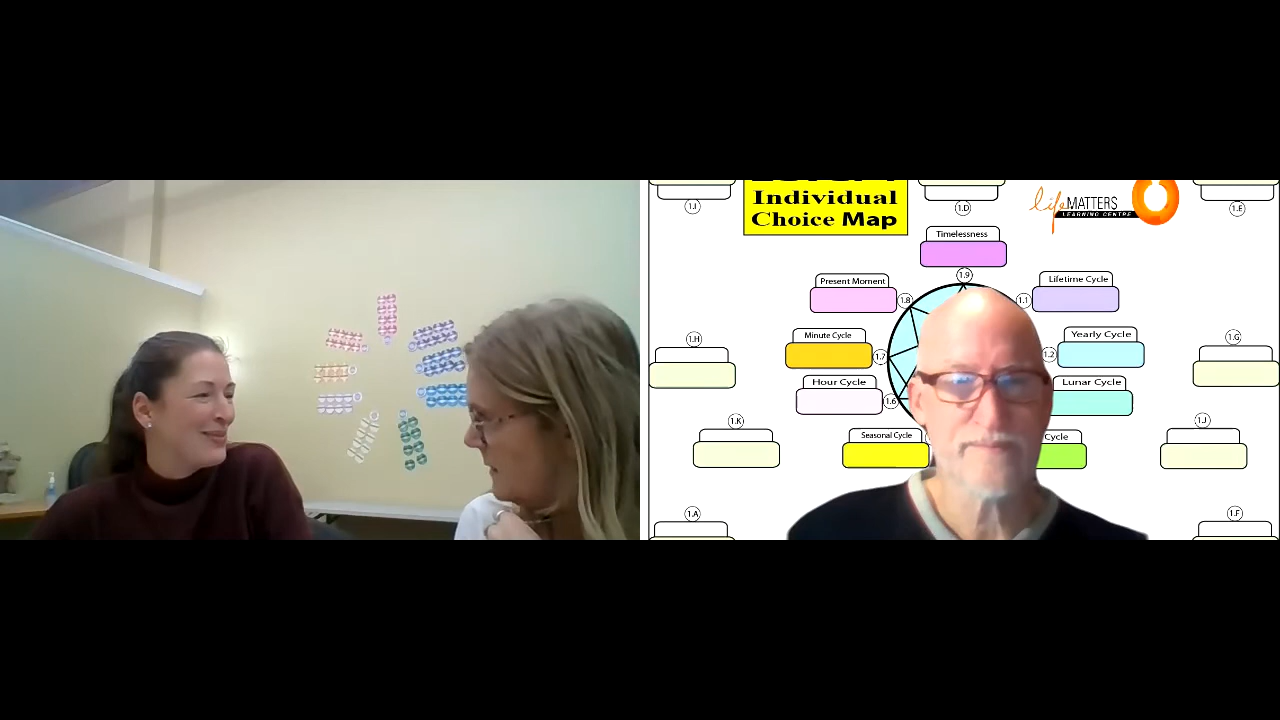 Individual
Choice Map
life MATTERS
LEARNING CENTRE
1.I
1.D
1.E
Timelessness
1.9
Present Moment
1.8
1.1
Lifetime Cycle
Minute Cycle
1.7
1.2
Yearly Cycle
1.H
1.G
Hour Cycle
1.6
Lunar Cycle
1.K
Seasonal Cycle
Cycle
1.J
1.A
1.F